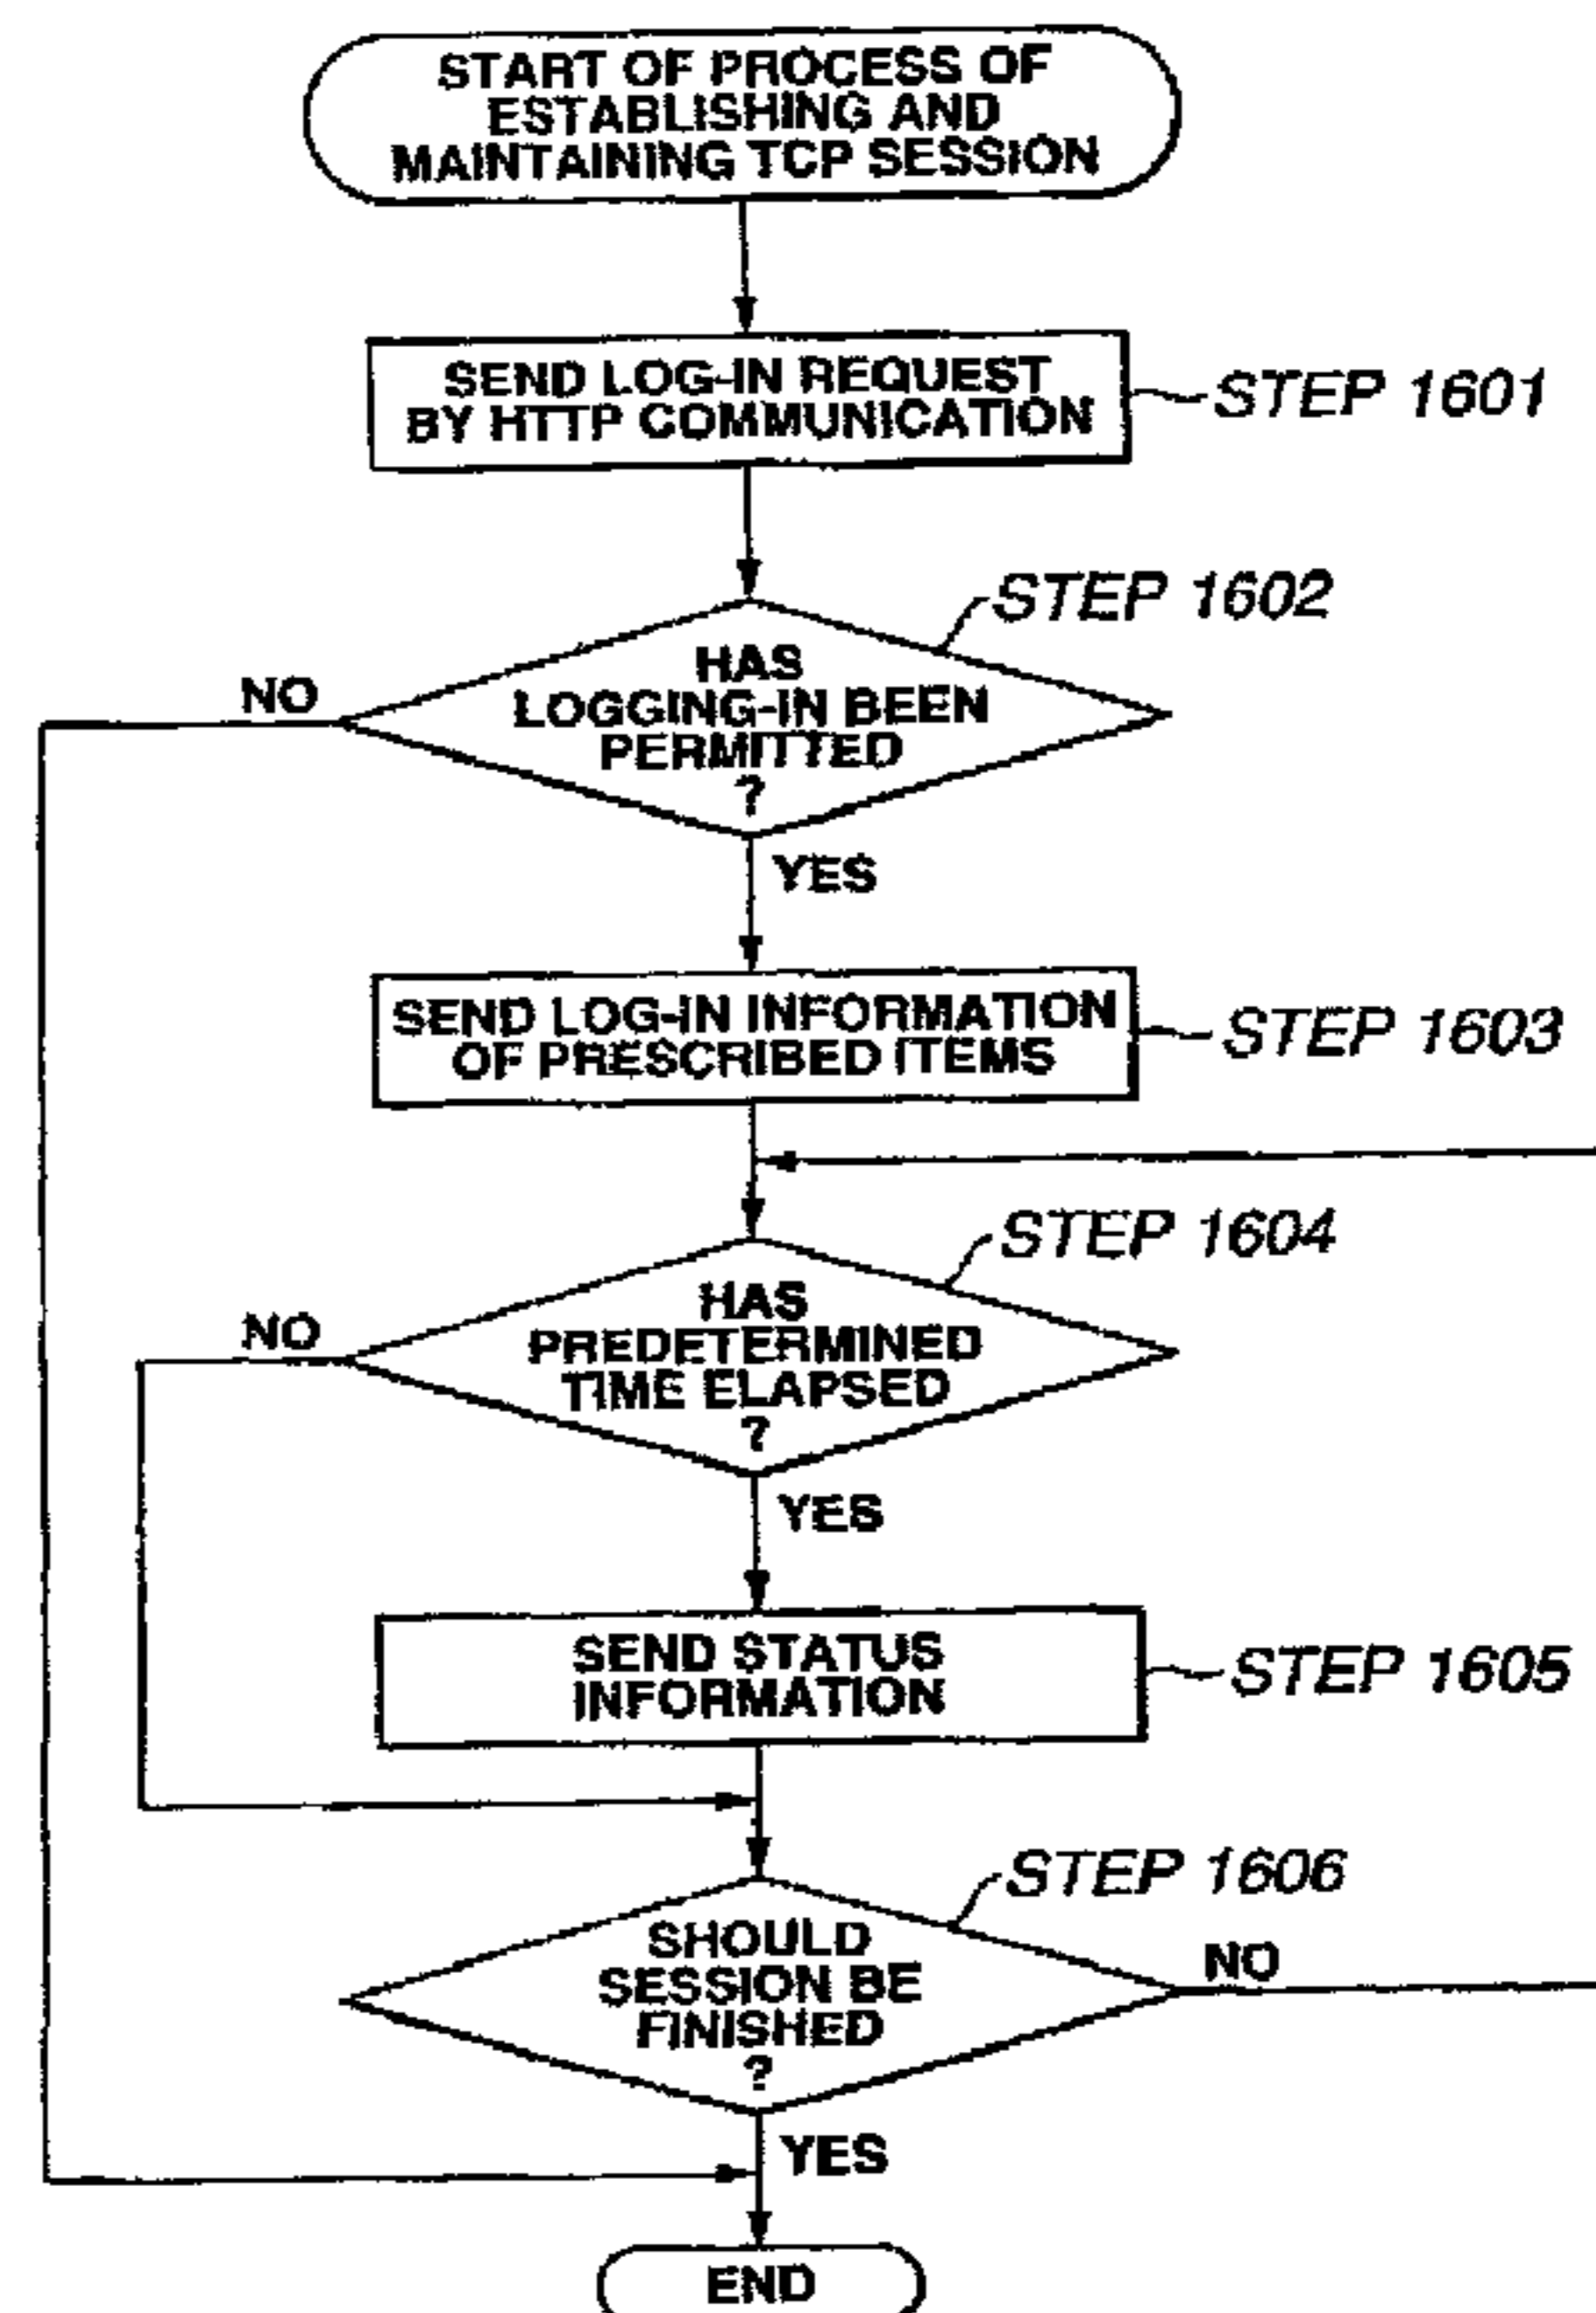 START OF PROCESS OF
ESTABLISHING AND
MAINTAINING TCP SESSION
SEND LOG-IN REQUEST
BY HTTP COMMUNICATION
STEP 1601
STEP 1602
HAS
LOGGING-IN BEEN
PERMITTED
?
NO
YES
SEND LOG-IN INFORMATION
OF PRESCRIBED ITEMS
STEP 1603
STEP 1604
HAS
PREDETERMINED
TIME ELAPSED
?
NO
YES
SEND STATUS
INFORMATION
STEP 1605
STEP 1606
SHOULD
SESSION BE
FINISHED
?
NO
YES
END